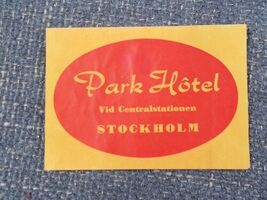 Park Hôtel
Vid Centralstationen
STOCKHOLM